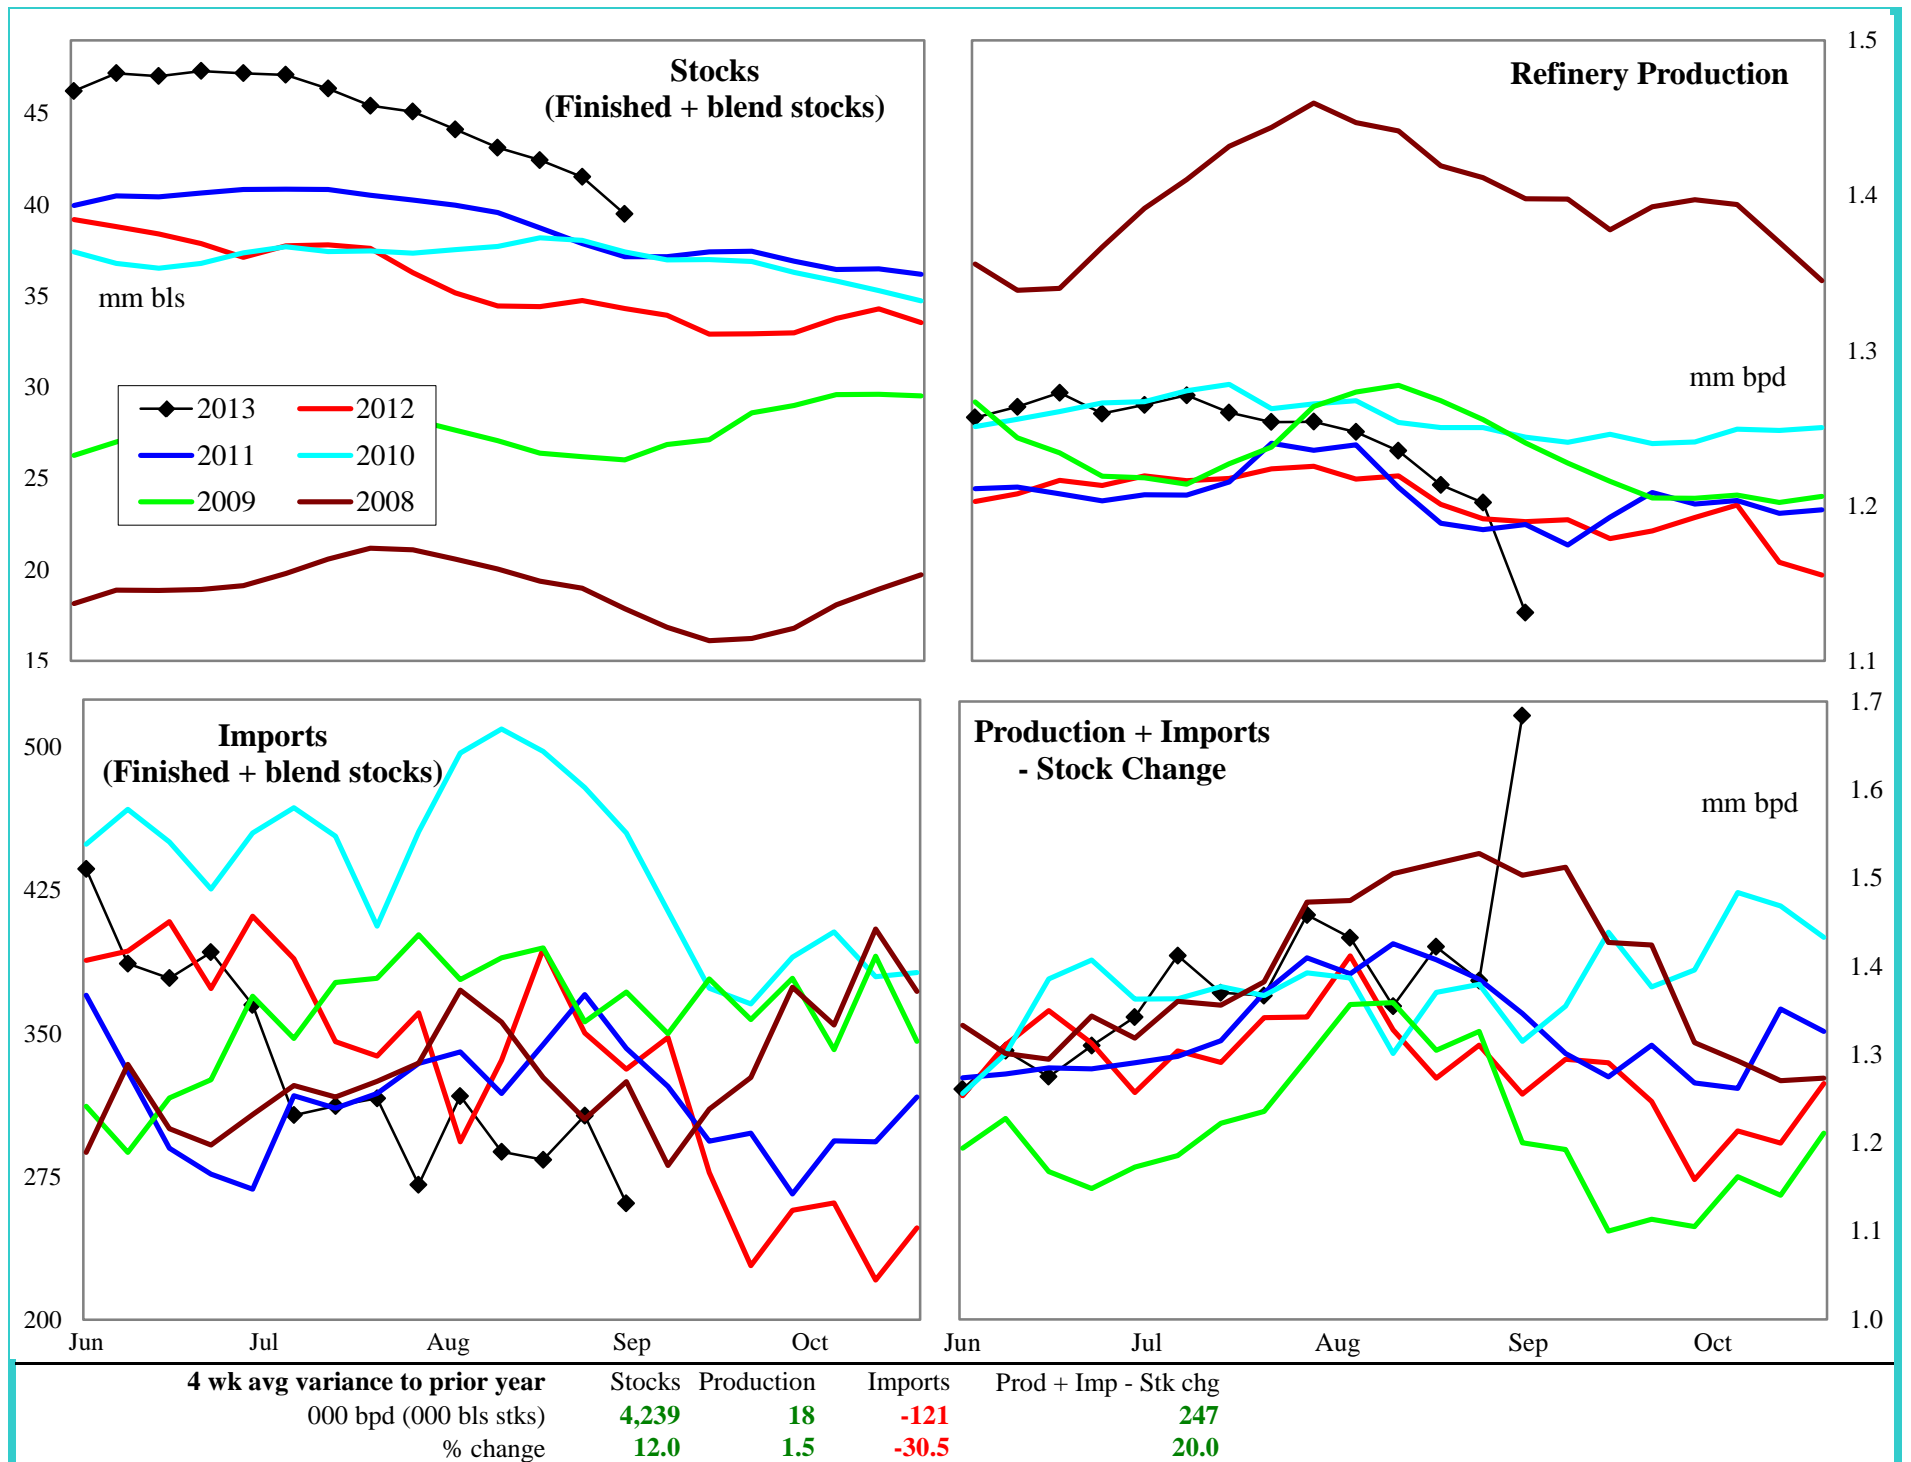 Stocks
(Finished + blend stocks)
45
40
35
30
25
20
15
mm bls
2013 2012
2011 2010
2009 2008
Refinery Production
mm bpd
1.5
1.4
1.3
1.2
1.1
Imports
(Finished + blend stocks)
500
425
350
275
200
Jun Jul Aug Sep Oct
Production + Imports
- Stock Change
mm bpd
1.7
1.6
1.5
1.4
1.3
1.2
1.1
1.0
Jun Jul Aug Sep Oct
4 wk avg variance to prior year Stocks Production Imports Prod + Imp - Stk chg
000 bpd (000 bls stks) 4,239 18 -121 247
% change 12.0 1.5 -30.5 20.0